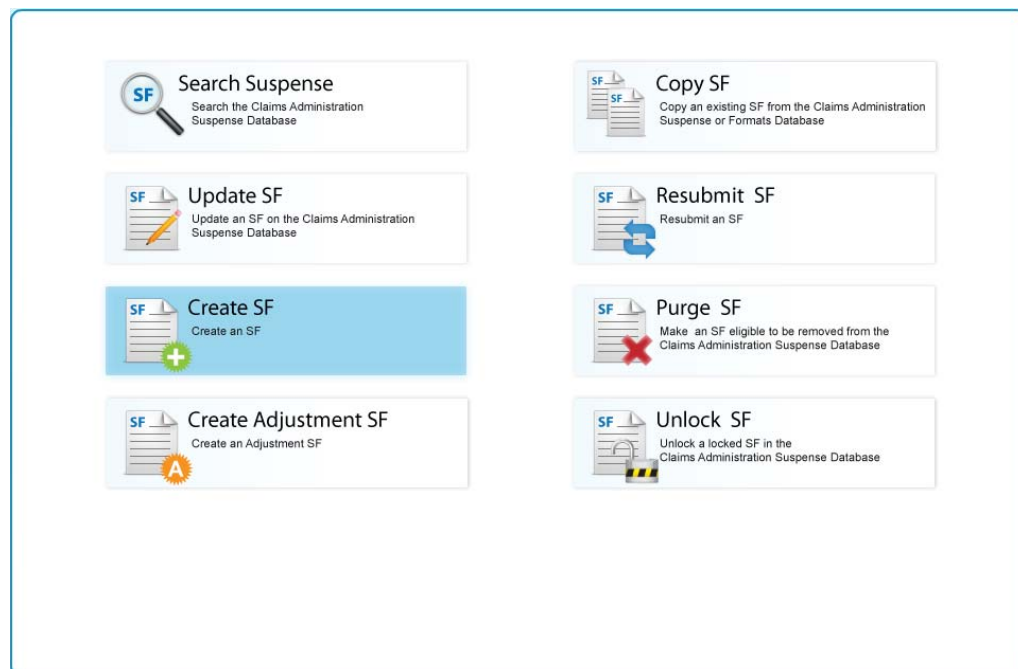 SF
Search Suspense
Search the Claims Administration
Suspense Database
SF
Update SF
Update an SF on the Claims Administration
Suspense Database
SF
Create SF
Create an SF
SF
A
Create Adjustment SF
Create an Adjustment SF
SF
SF
Copy SF
Copy an existing SF from the Claims Administration
Suspense or Formats Database
SF
Resubmit SF
Resubmit an SF
SF
Purge SF
Make an SF eligible to be removed from the
Claims Administration Suspense Database
SF
Unlock SF
Unlock a locked SF in the
Claims Administration Suspense Database